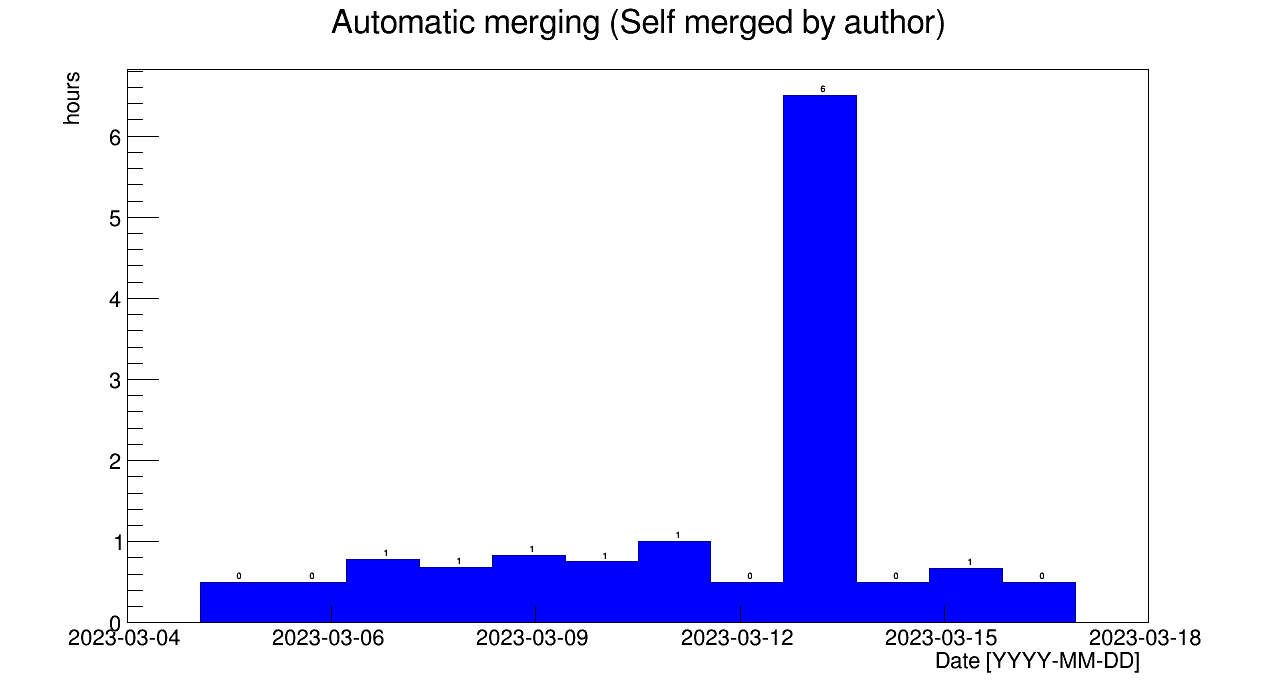 Automatic merging (Self merged by author)
hours
6
5
4
3
2
1
0
0 0 1 1 1 1 1 0 6 0 1 0
2023-03-04 2023-03-06 2023-03-09 2023-03-12 2023-03-15 2023-03-18
Date [YYYY-MM-DD]